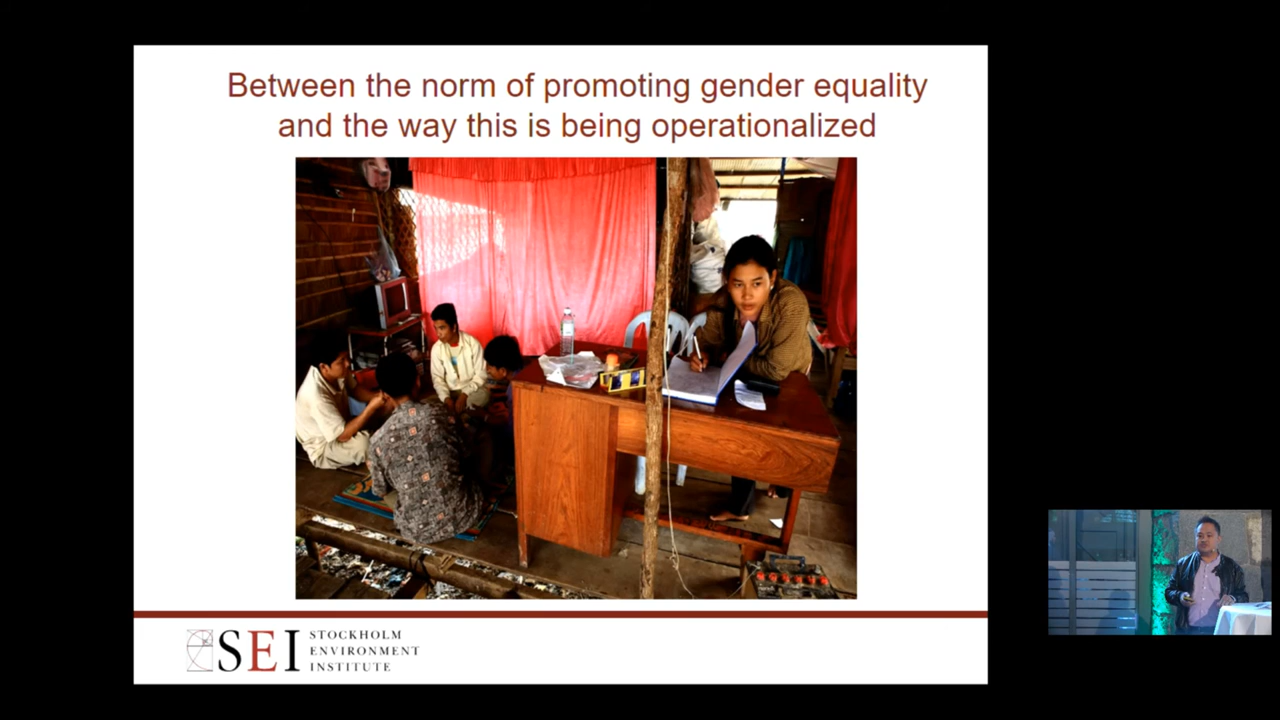 Between the norm of promoting gender equality
and the way this is being operationalized
SEI
STOCKHOLM
ENVIRONMENT
INSTITUTE